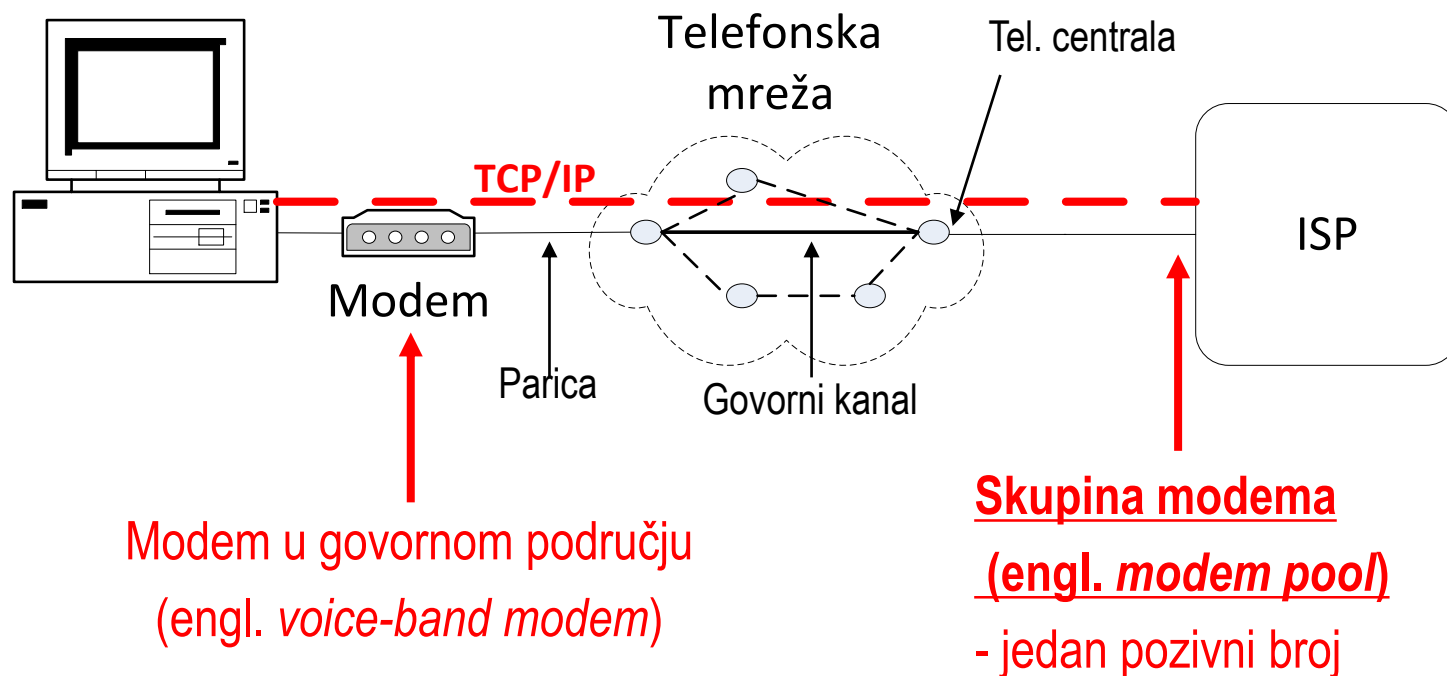 Telefonska
mreža
Tel. centrala
TCP/IP
ISP
Modem
Parica
Govorni kanal
Modem u govornom području
(engl. voice-band modem)
Skupina modema
(engl. modem pool)
- jedan pozivni broj